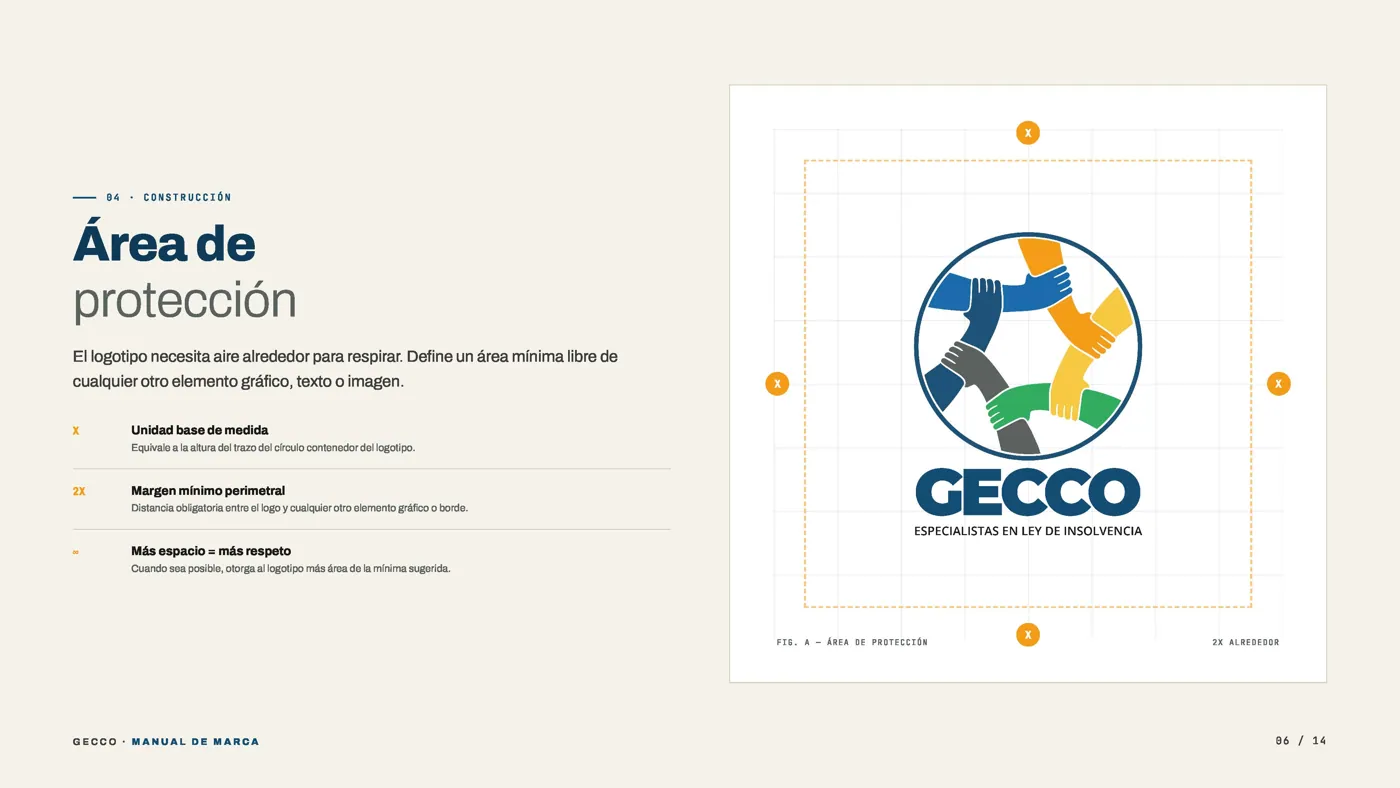 04 · CONSTRUCCIÓN
Área de
protección
El logotipo necesita aire alrededor para respirar. Define un área mínima libre de
cualquier otro elemento gráfico, texto o imagen.
X
Unidad base de medida
Equivale a la altura del trazo del círculo contenedor del logotipo.
2X
Margen mínimo perimetral
Distancia obligatoria entre el logo y cualquier otro elemento gráfico o borde.
∞
Más espacio = más respeto
Cuando sea posible, otorga al logotipo más área de la mínima sugerida.
X
X
X
GECCO
ESPECIALISTAS EN LEY DE INSOLVENCIA
X
FIG. A — ÁREA DE PROTECCIÓN
2X ALREDEDOR
GECCO · MANUAL DE MARCA
06 / 14